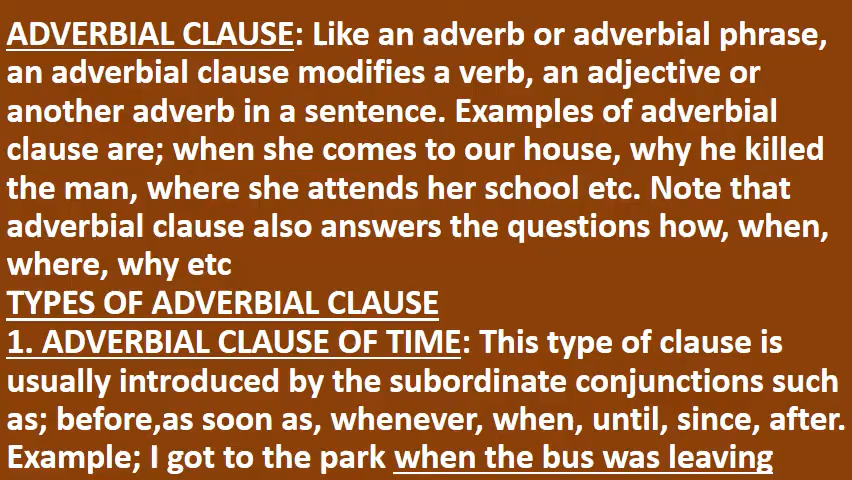 ADVERBIAL CLAUSE: Like an adverb or adverbial phrase,
an adverbial clause modifies a verb, an adjective or
another adverb in a sentence. Examples of adverbial
clause are; when she comes to our house, why he killed
the man, where she attends her school etc. Note that
adverbial clause also answers the questions how, when,
where, why etc
TYPES OF ADVERBIAL CLAUSE
1. ADVERBIAL CLAUSE OF TIME: This type of clause is
usually introduced by the subordinate conjunctions such
as; before,as soon as, whenever, when, until, since, after.
Example; I got to the park when the bus was leaving